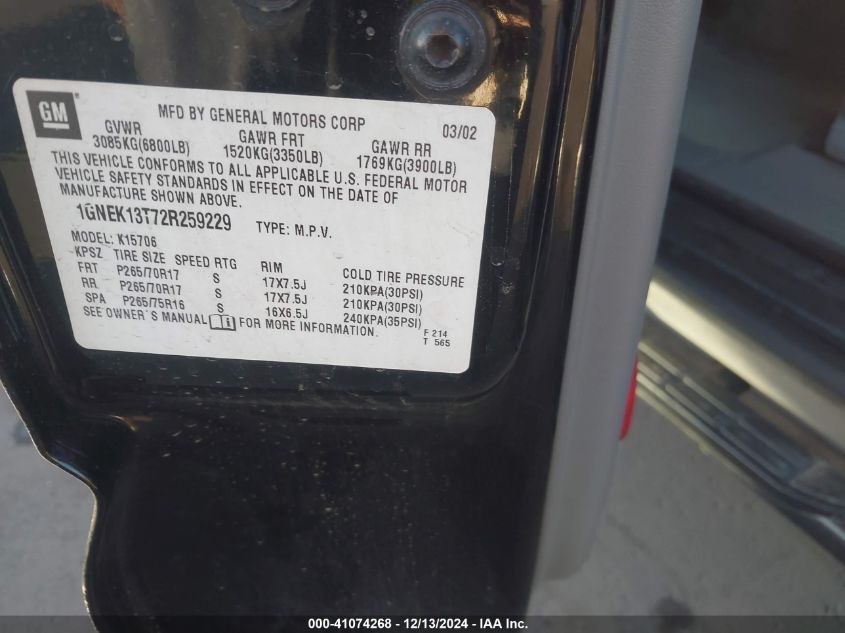 GM
MFD BY GENERAL MOTORS CORP 03/02
GVWR GAWR FRT GAWR RR
3085KG(6800LB) 1520KG(3350LB) 1769KG(3900LB)
THIS VEHICLE CONFORMS TO ALL APPLICABLE U.S. FEDERAL MOTOR
VEHICLE SAFETY STANDARDS IN EFFECT ON THE DATE OF
MANUFACTURE SHOWN ABOVE.
1GNEK13T72R259229 TYPE: M.P.V.
MODEL: K15706
KPSZ TIRE SIZE SPEED RTG RIM COLD TIRE PRESSURE
FRT P265/70R17 S 17X7.5J 210KPA(30PSI)
RR P265/70R17 S 17X7.5J 210KPA(30PSI)
SPA P265/75R16 S 16X6.5J 240KPA(35PSI)
SEE OWNER'S MANUAL FOR MORE INFORMATION.
F 214
T 565
000-41074268 - 12/13/2024 - IAA Inc.